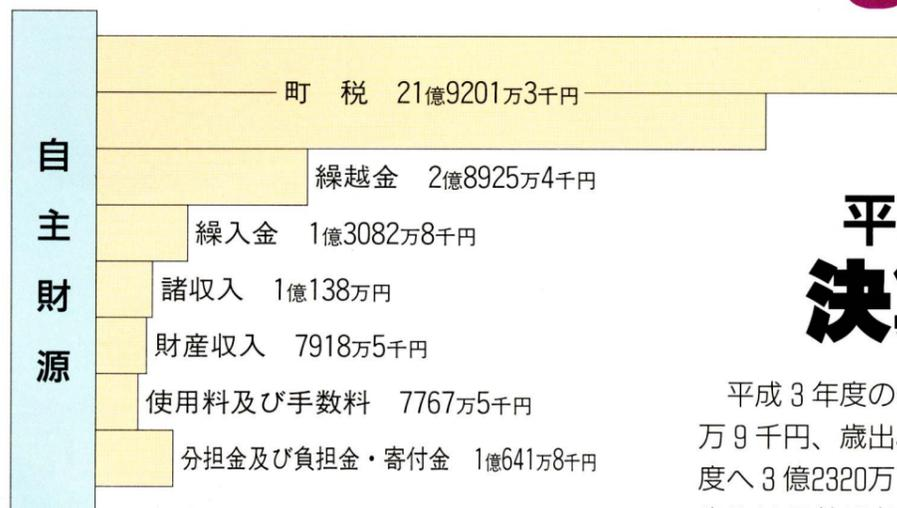 自主財源
町 税 21億9201万3千円
繰越金 2億8925万4千円
繰入金 1億3082万8千円
諸収入 1億138万円
財産収入 7918万5千円
使用料及び手数料 7767万5千円
分担金及び負担金・寄付金 1億641万8千円
平
決
平成3年度の
万9千円、歳出
度へ3億2320万